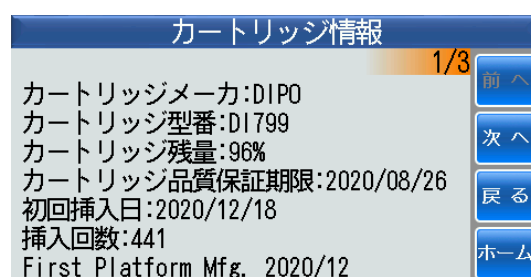 カートリッジ情報
1/3
カートリッジメーカ:DIPO
カートリッジ型番:DI799
カートリッジ残量:96%
カートリッジ品質保証期限:2020/08/26
初回挿入日:2020/12/18
挿入回数:441
First Platform Mfg. 2020/12
前 へ
次 へ
戻 る
ホーム